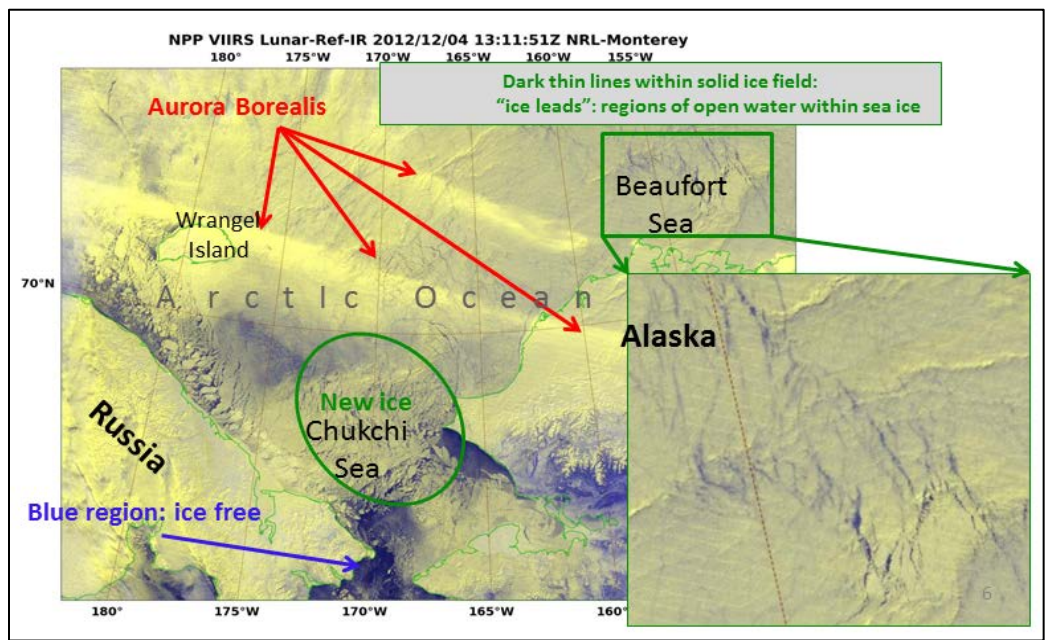 NPP VIIRS Lunar-Ref-IR 2012/12/04 13:11:51Z NRL-Monterey
180° 175°W 170°W 165°W 160°W 155°W
Dark thin lines within solid ice field:
“ice leads”: regions of open water within sea ice
Aurora Borealis
Beaufort
Sea
Wrangel
Island
70°N
Arctic Ocean
Alaska
New ice
Chukchi
Sea
Russia
Blue region: ice free
6
180° 175°W 170°W 165°W 160°